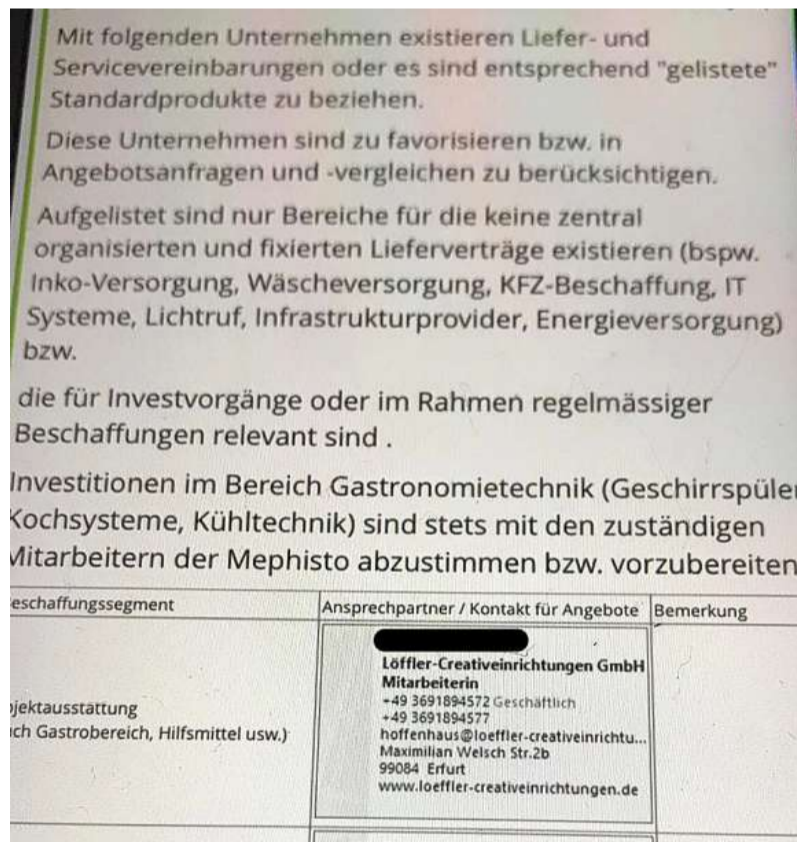 Mit folgenden Unternehmen existieren Liefer- und
Servicevereinbarungen oder es sind entsprechend "gelistete"
Standardprodukte zu beziehen.
Diese Unternehmen sind zu favorisieren bzw. in
Angebotsanfragen und -vergleichen zu berücksichtigen.
Aufgelistet sind nur Bereiche für die keine zentral
organisierten und fixierten Lieferverträge existieren (bspw.
Inko-Versorgung, Wäscheversorgung, KFZ-Beschaffung, IT
Systeme, Lichtruf, Infrastrukturprovider, Energieversorgung)
bzw.
die für Investvorgänge oder im Rahmen regelmässiger
Beschaffungen relevant sind .
Investitionen im Bereich Gastronomietechnik (Geschirrspüler
Kochsysteme, Kühltechnik) sind stets mit den zuständigen
Mitarbeitern der Mephisto abzustimmen bzw. vorzubereiten
eschaffungssegment
Ansprechpartner / Kontakt für Angebote
Bemerkung
jektausstattung
ch Gastrobereich, Hilfsmittel usw.)
Löffler-Creativeinrichtungen GmbH
Mitarbeiterin
+49 3691894572 Geschäftlich
+49 3691894577
hoffenhaus@loeffler-creativeinrichtu...
Maximilian Welsch Str.2b
99084 Erfurt
www.loeffler-creativeinrichtungen.de